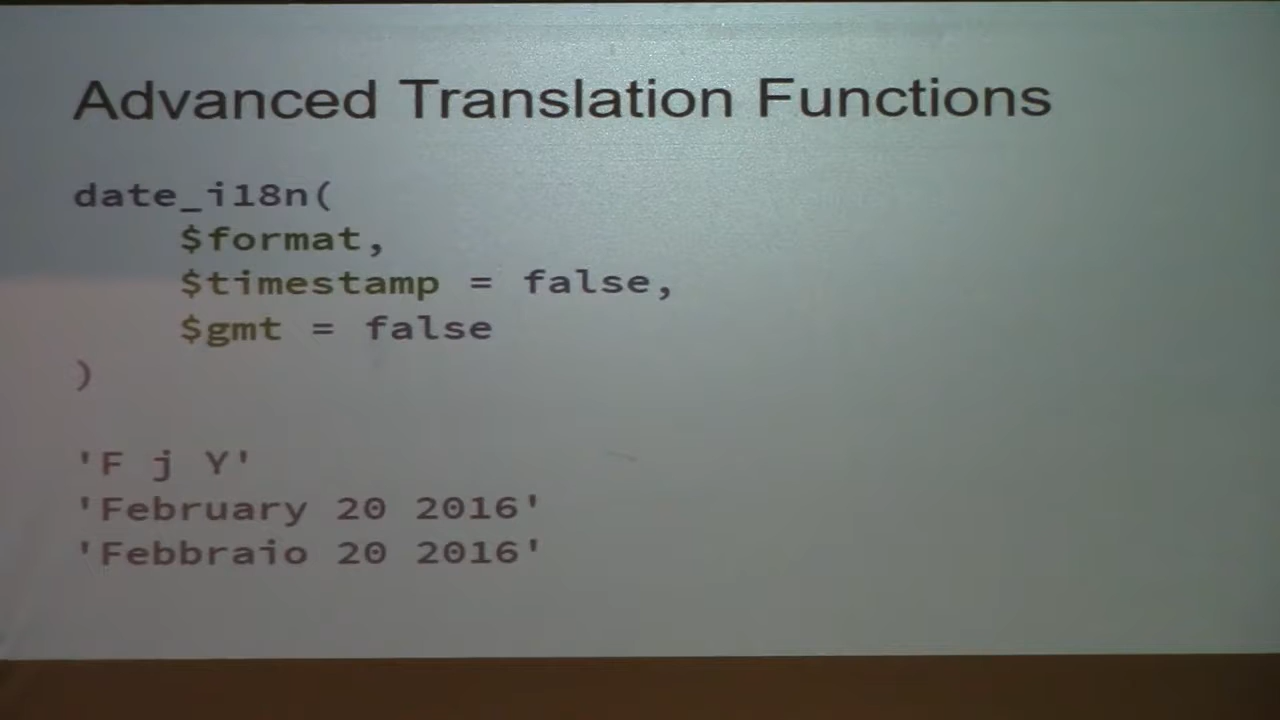 Advanced Translation Functions
date_i18n(
$format,
$timestamp = false,
$gmt = false
)
'F j Y'
'February 20 2016'
'Febbraio 20 2016'